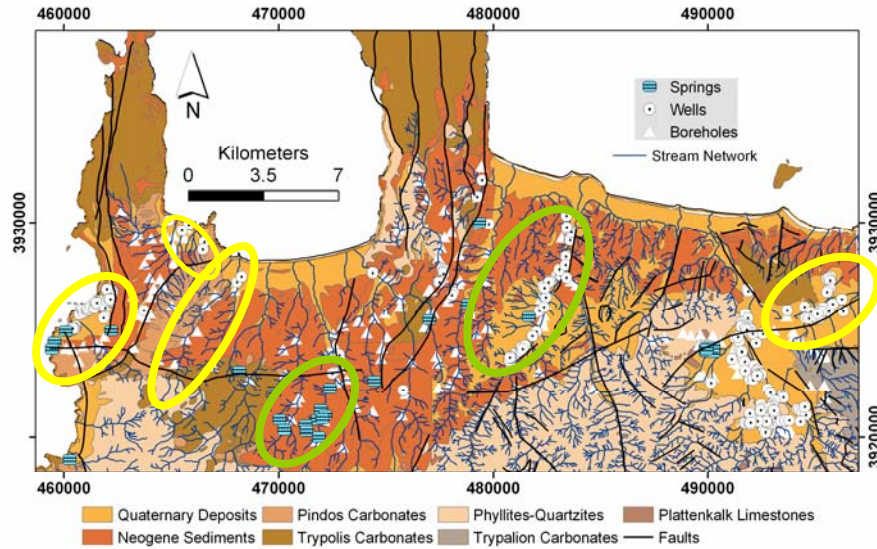 460000 470000 480000 490000
N
Kilometers
0 3.5 7
Springs
Wells
Boreholes
Stream Network
3930000 3930000
3920000 3920000
460000 470000 480000 490000
Quaternary Deposits Pindos Carbonates Phyllites-Quartzites Plattenkalk Limestones
Neogene Sediments Trypolis Carbonates Trypalion Carbonates Faults